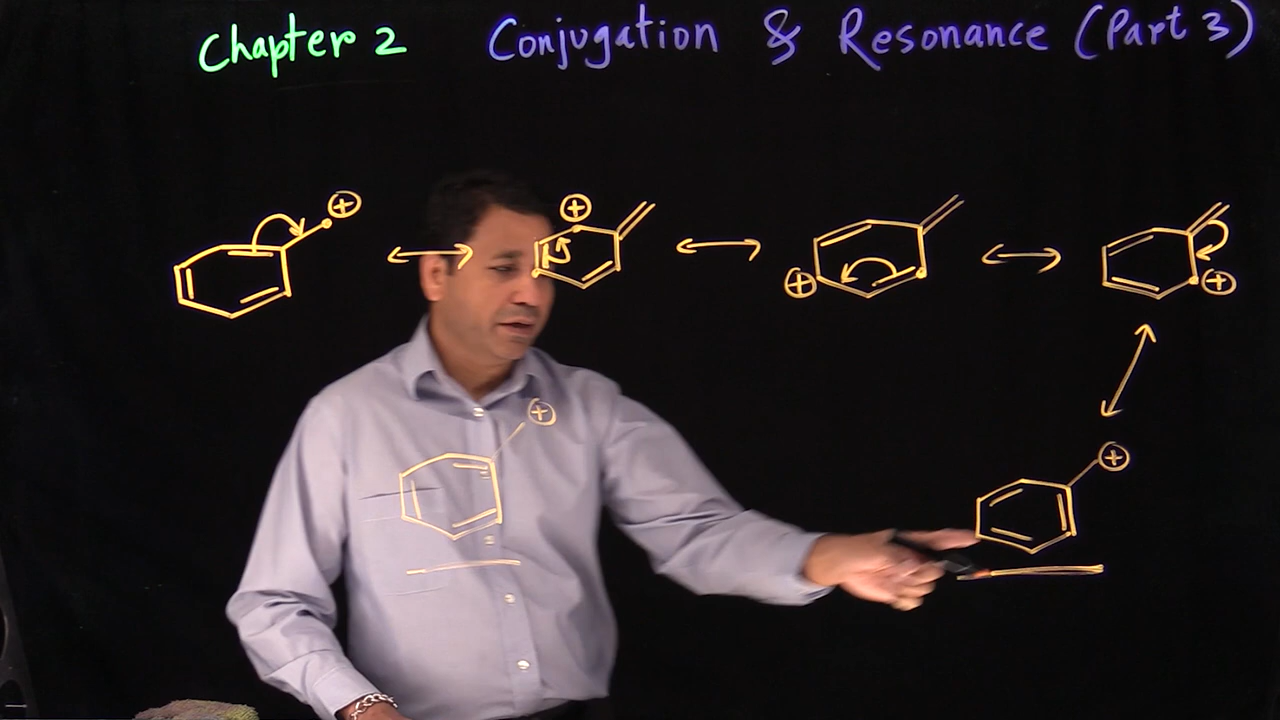 Chapter 2 Conjugation & Resonance (Part 3)
+ + + +
+ +